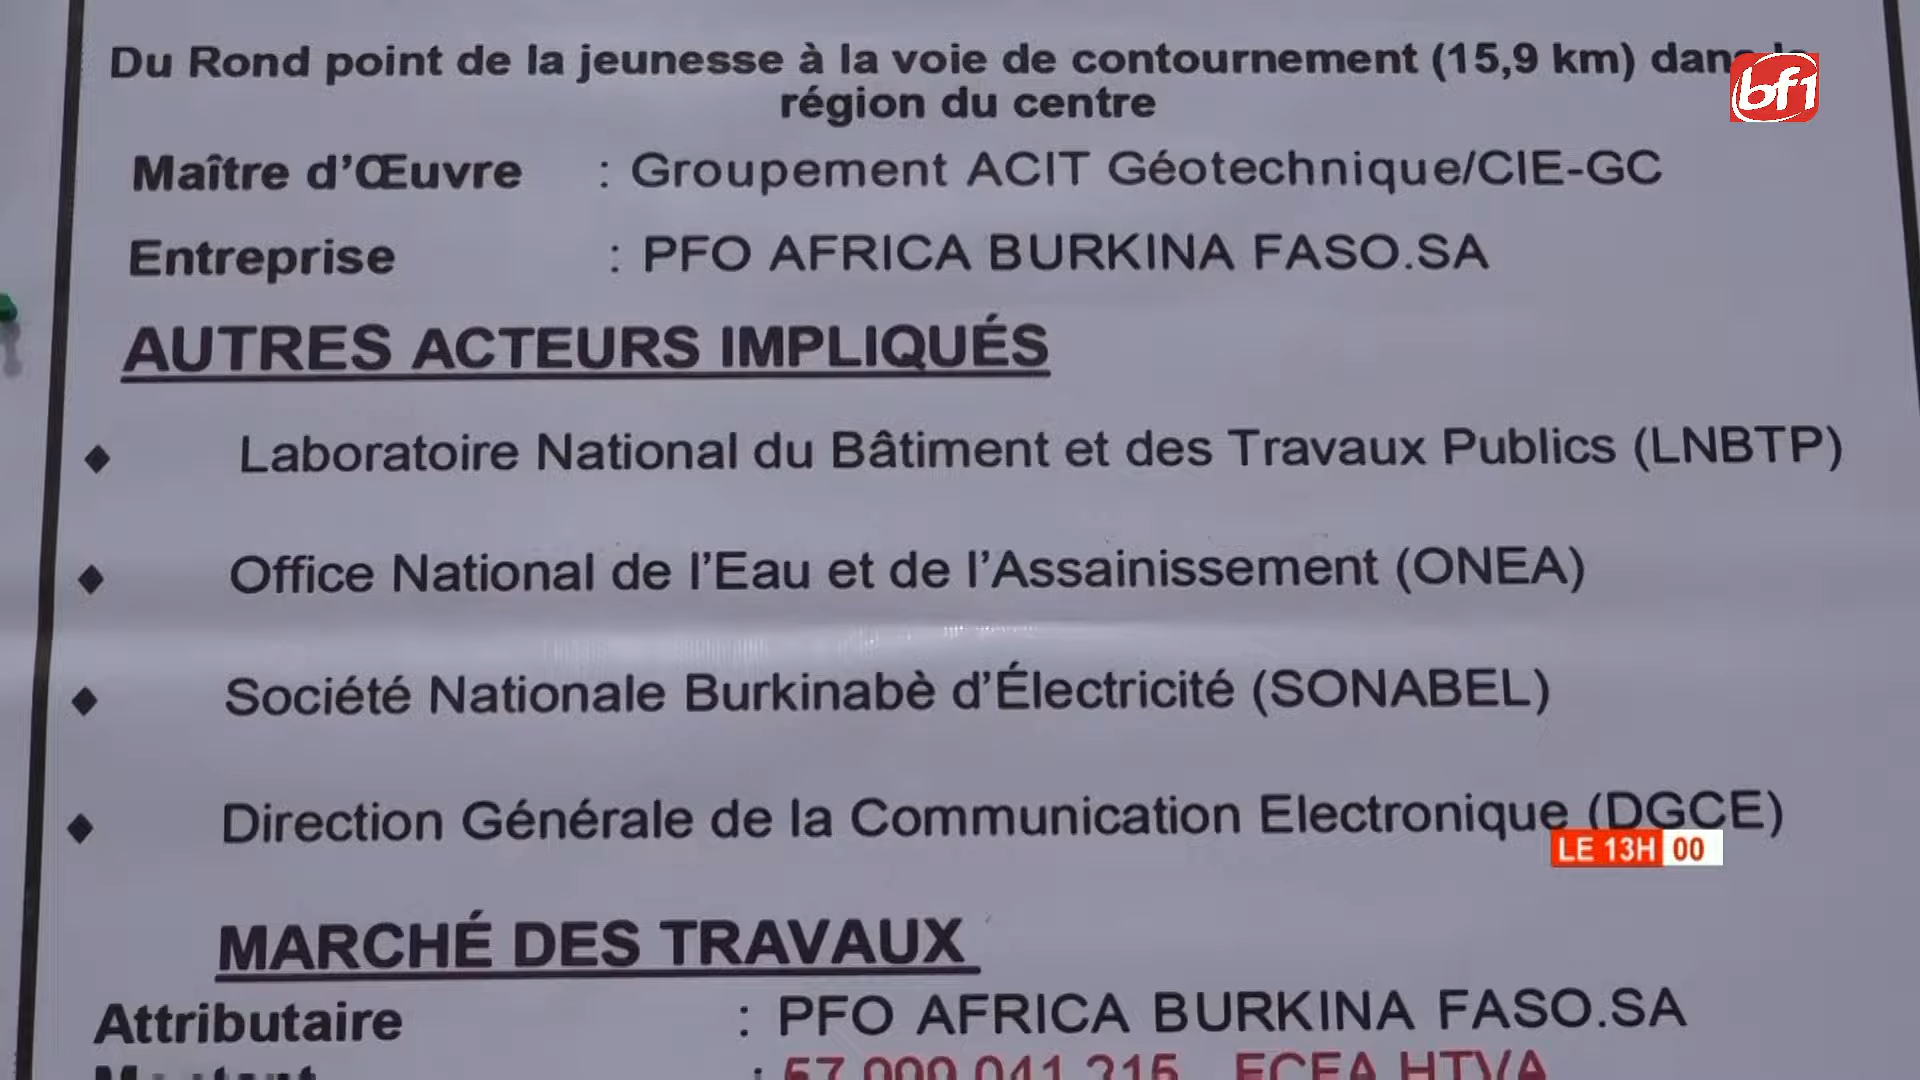 Du Rond point de la jeunesse à la voie de contournement (15,9 km) dans la
région du centre
bf1
Maître d'Œuvre : Groupement ACIT Géotechnique/CIE-GC
Entreprise : PFO AFRICA BURKINA FASO.SA
AUTRES ACTEURS IMPLIQUÉS
♦ Laboratoire National du Bâtiment et des Travaux Publics (LNBTP)
♦ Office National de l'Eau et de l'Assainissement (ONEA)
♦ Société Nationale Burkinabè d'Électricité (SONABEL)
♦ Direction Générale de la Communication Electronique (DGCE)
LE 13H 00
MARCHÉ DES TRAVAUX
Attributaire : PFO AFRICA BURKINA FASO.SA
: FCFA HTVA